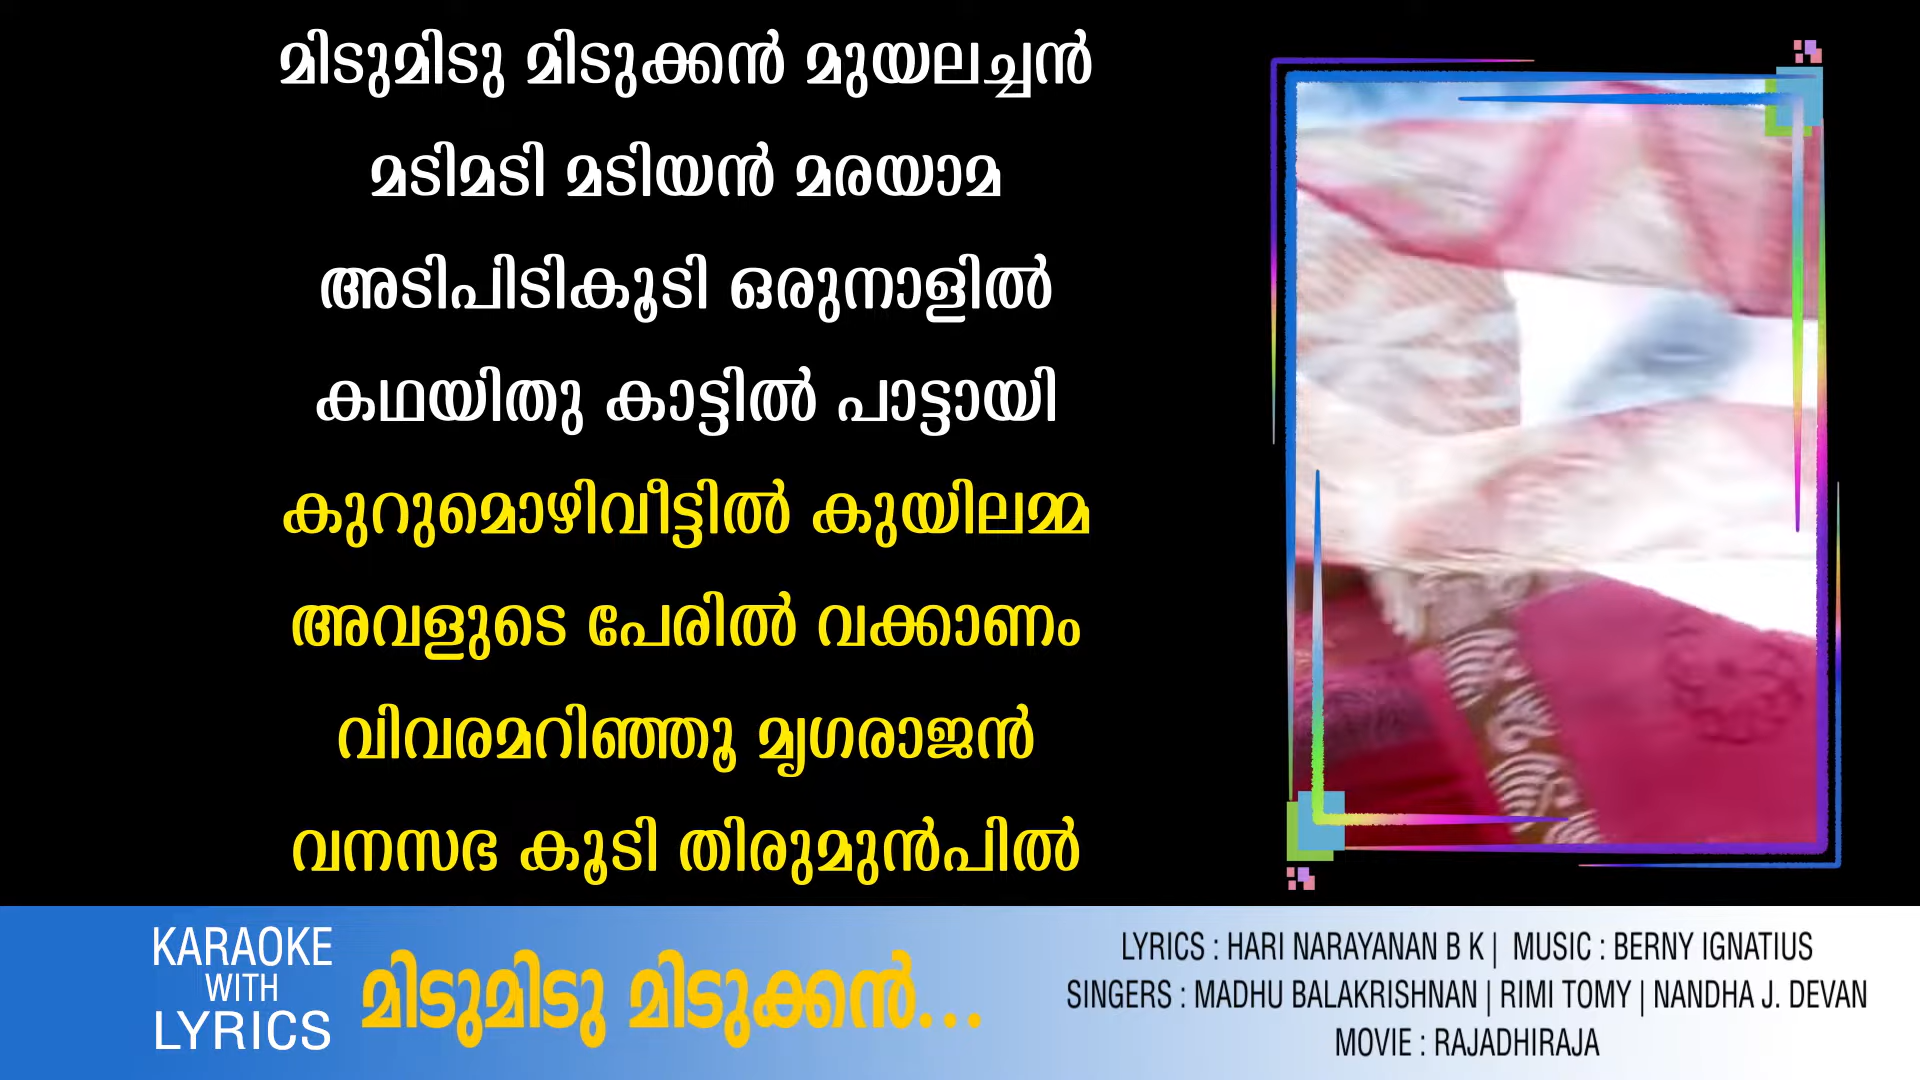 മിടുമിടു മിടുക്കൻ മുയലച്ചൻ
മടിമടി മടിയൻ മരയാമ
അടിപിടികൂടി ഒരുനാളിൽ
കഥയിതു കാട്ടിൽ പാട്ടായി
കുറുമൊഴിവീട്ടിൽ കുയിലമ്മ
അവളുടെ പേരിൽ വക്കാണം
വിവരമറിഞ്ഞൂ മൃഗരാജൻ
വനസഭ കൂടി തിരുമുൻപിൽ
KARAOKE
WITH
LYRICS
മിടുമിടു മിടുക്കൻ...
LYRICS : HARI NARAYANAN B K | MUSIC : BERNY IGNATIUS
SINGERS : MADHU BALAKRISHNAN | RIMI TOMY | NANDHA J. DEVAN
MOVIE : RAJADHIRAJA